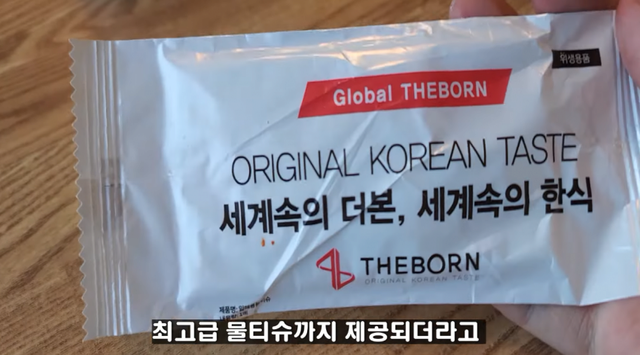 위생용품
Global THEBORN
ORIGINAL KOREAN TASTE
세계속의 더본, 세계속의 한식
THEBORN
ORIGINAL KOREAN TASTE
최고급 물티슈까지 제공되더라고